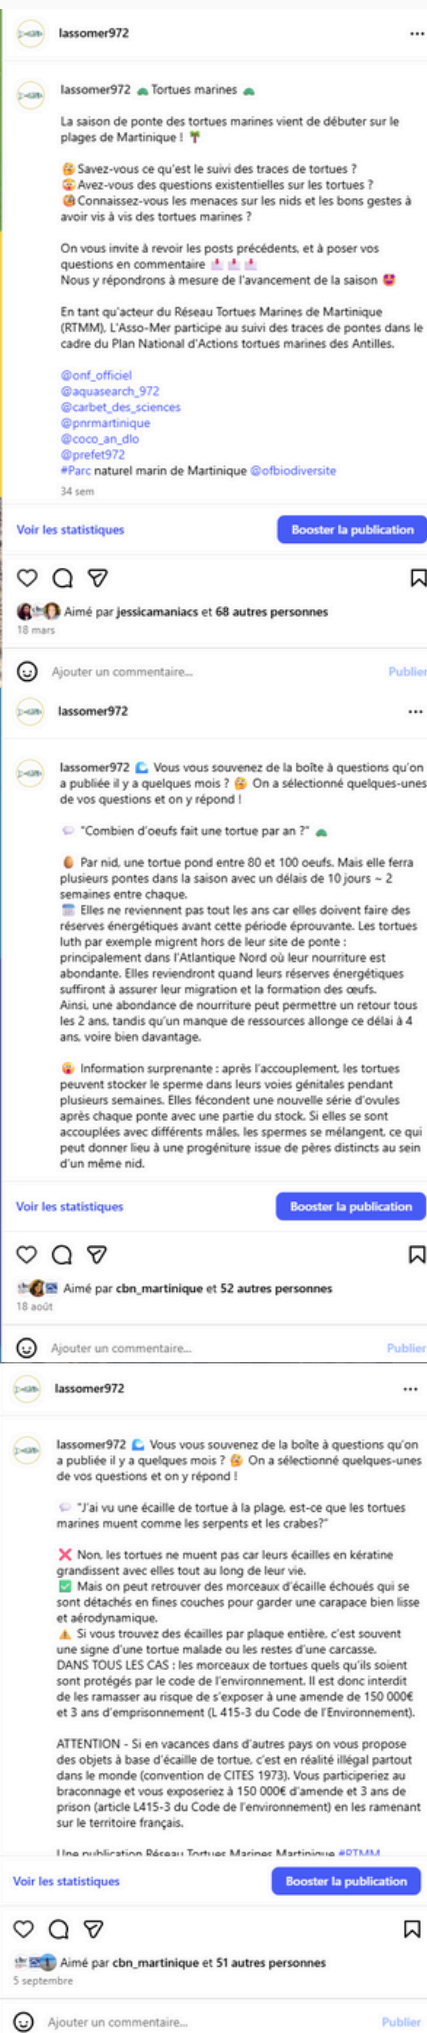 lassomer972
lassomer972 Tortues marines
La saison de ponte des tortues marines vient de débuter sur le
plages de Martinique !
Savez-vous ce qu'est le suivi des traces de tortues ?
Avez-vous des questions existentielles sur les tortues ?
Connaissez-vous les menaces sur les nids et les bons gestes à
avoir vis à vis des tortues marines ?
On vous invite à revoir les posts précédents, et à poser vos
questions en commentaire
Nous y répondrons à mesure de l'avancement de la saison
En tant qu'acteur du Réseau Tortues Marines de Martinique
(RTMM), L'Asso-Mer participe au suivi des traces de pontes dans le
cadre du Plan National d'Actions tortues marines des Antilles.
@onf_officiel
@aquasearch_972
@carbet_des_sciences
@pnrmartinique
@coco_an_dlo
@prefet972
#Parc naturel marin de Martinique @ofbiodiversite
34 sem
Voir les statistiques
Booster la publication
Aimé par jessicamaniacs et 68 autres personnes
18 mars
Ajouter un commentaire...
Publier
lassomer972
lassomer972 Vous vous souvenez de la boîte à questions qu'on
a publiée il y a quelques mois ? On a sélectionné quelques-unes
de vos questions et on y répond !
"Combien d'oeufs fait une tortue par an ?"
Par nid, une tortue pond entre 80 et 100 oeufs. Mais elle ferra
plusieurs pontes dans la saison avec un délais de 10 jours ~ 2
semaines entre chaque.
Elles ne reviennent pas tout les ans car elles doivent faire des
réserves énergétiques avant cette période éprouvante. Les tortues
luth par exemple migrent hors de leur site de ponte :
principalement dans l'Atlantique Nord où leur nourriture est
abondante. Elles reviendront quand leurs réserves énergétiques
suffiront à assurer leur migration et la formation des œufs.
Ainsi, une abondance de nourriture peut permettre un retour tous
les 2 ans, tandis qu'un manque de ressources allonge ce délai à 4
ans, voire bien davantage.
Information surprenante : après l'accouplement, les tortues
peuvent stocker le sperme dans leurs voies génitales pendant
plusieurs semaines. Elles fécondent une nouvelle série d'ovules
après chaque ponte avec une partie du stock. Si elles se sont
accouplées avec différents mâles, les spermes se mélangent, ce qui
peut donner lieu à une progéniture issue de pères distincts au sein
d'un même nid.
Voir les statistiques
Booster la publication
Aimé par cbn_martinique et 52 autres personnes
18 août
Ajouter un commentaire...
Publier
lassomer972
lassomer972 Vous vous souvenez de la boîte à questions qu'on
a publiée il y a quelques mois ? On a sélectionné quelques-unes
de vos questions et on y répond !
"J'ai vu une écaille de tortue à la plage, est-ce que les tortues
marines muent comme les serpents et les crabes?"
Non, les tortues ne muent pas car leurs écailles en kératine
grandissent avec elles tout au long de leur vie.
Mais on peut retrouver des morceaux d'écaille échoués qui se
sont détachés en fines couches pour garder une carapace bien lisse
et aérodynamique.
Si vous trouvez des écailles par plaque entière, c'est souvent
une signe d'une tortue malade ou les restes d'une carcasse.
DANS TOUS LES CAS : les morceaux de tortues quels qu'ils soient
sont protégés par le code de l'environnement. Il est donc interdit
de les ramasser au risque de s'exposer à une amende de 150 000€
et 3 ans d'emprisonnement (L 415-3 du Code de l'Environnement).
ATTENTION - Si en vacances dans d'autres pays on vous propose
des objets à base d'écaille de tortue, c'est en réalité illégal partout
dans le monde (convention de CITES 1973). Vous participeriez au
braconnage et vous exposeriez à 150 000€ d'amende et 3 ans de
prison (article L415-3 du Code de l'environnement) en les ramenant
sur le territoire français.
Une publication Réseau Tortues Marines Martinique #RTMM
Voir les statistiques
Booster la publication
Aimé par cbn_martinique et 51 autres personnes
5 septembre
Ajouter un commentaire...
Publier